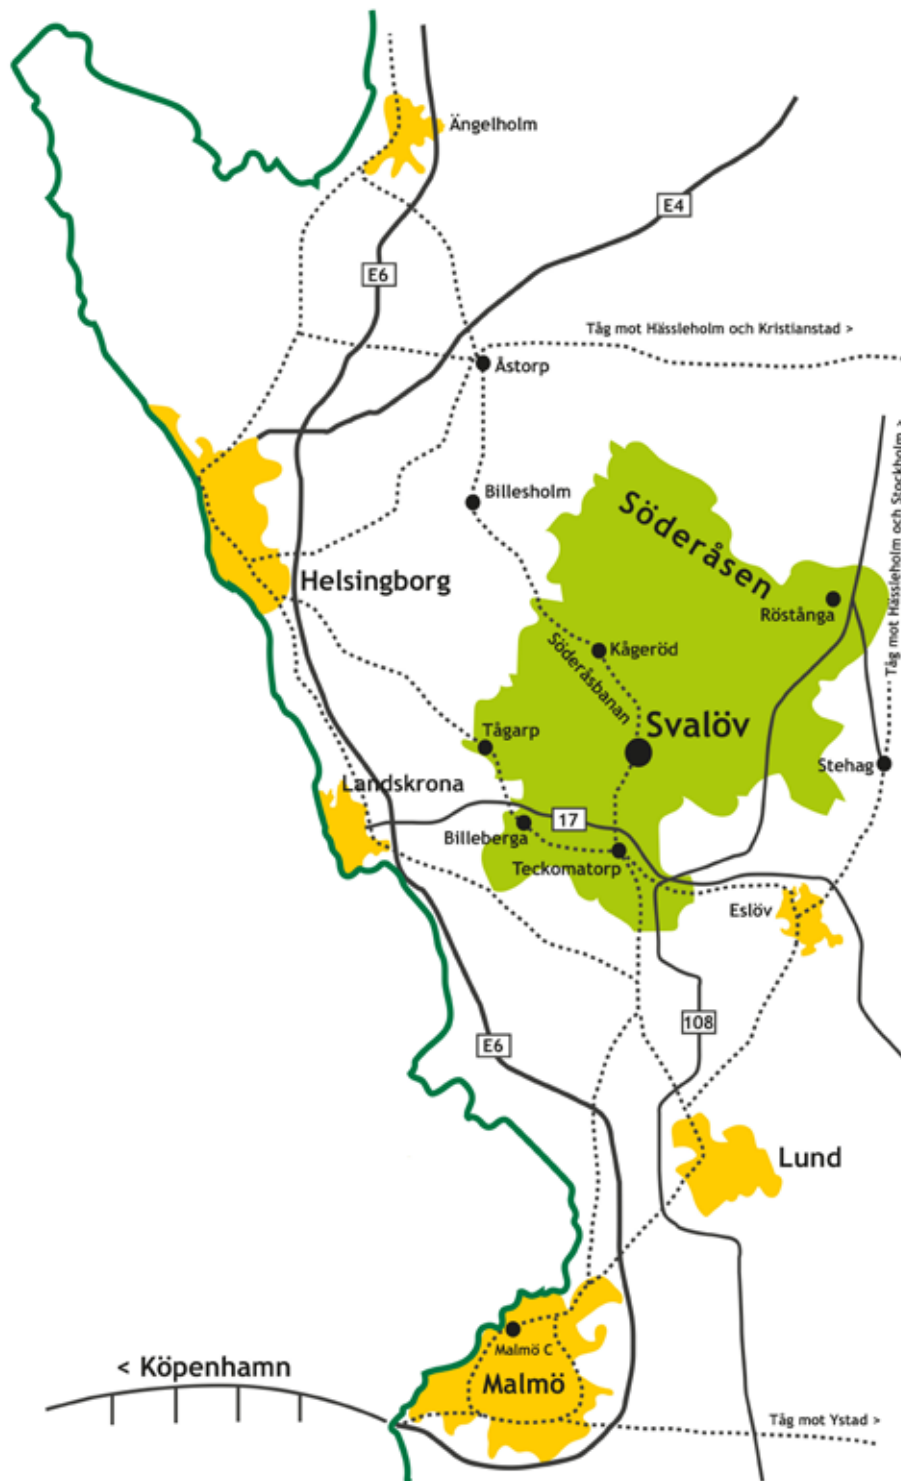 Ängelholm
E4
E6
Tåg mot Hässleholm och Kristianstad >
Åstorp
Tåg mot Hässleholm och Stockholm >
Billesholm
Söderåsen
Helsingborg
Röstånga
Kågeröd
Söderåsbanan
Svalöv
Tågarp
Stehag
Landskrona
17
Billeberga
Teckomatorp
Eslöv
108
E6
Lund
Malmö C
< Köpenhamn
Malmö
Tåg mot Ystad >